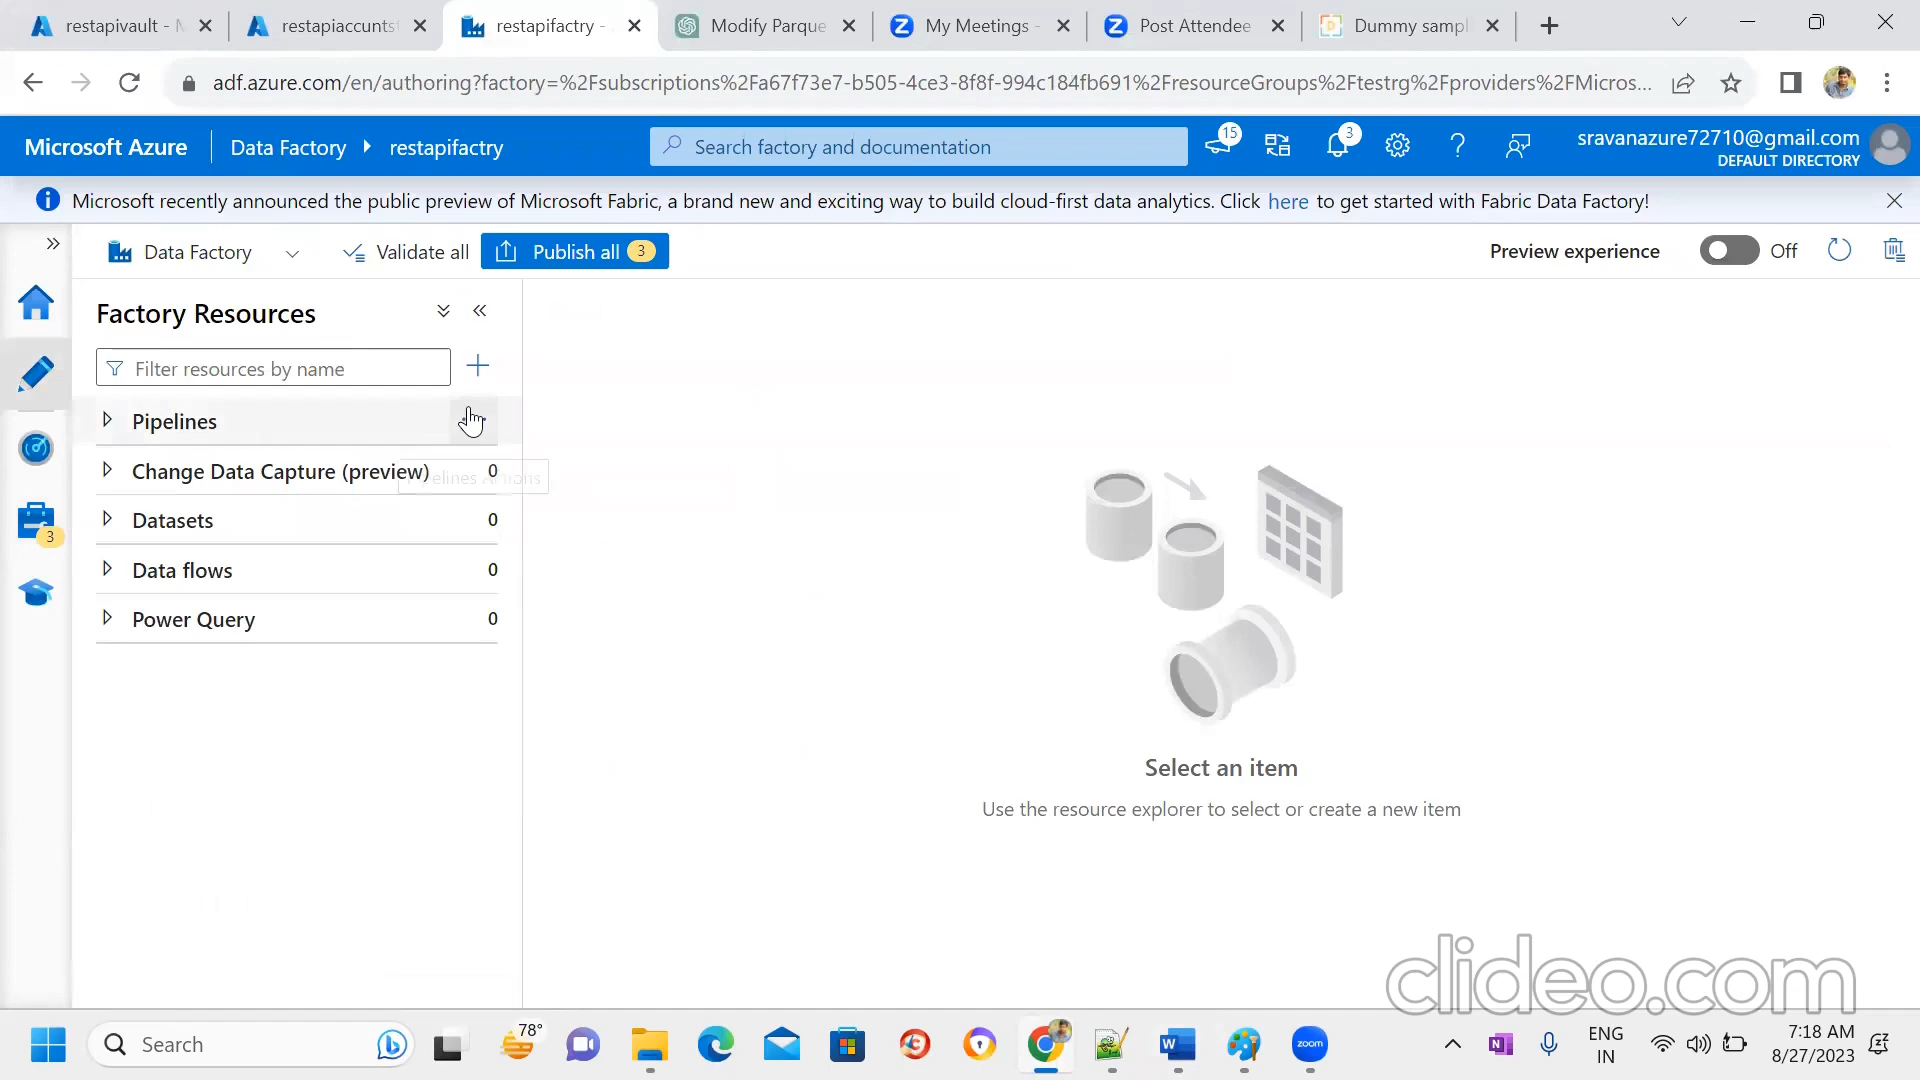 restapivault - M
restapiaccunts
restapifactry -
Modify Parque
My Meetings -
Post Attendee
Dummy sampl
adf.azure.com/en/authoring?factory=%2Fsubscriptions%2Fa67f73e7-b505-4ce3-8f8f-994c184fb691%2FresourceGroups%2Ftestrg%2Fproviders%2FMicros...
Microsoft Azure
Data Factory
restapifactry
Search factory and documentation
15
3
sravanazure72710@gmail.com
DEFAULT DIRECTORY
Microsoft recently announced the public preview of Microsoft Fabric, a brand new and exciting way to build cloud-first data analytics. Click here to get started with Fabric Data Factory!
Data Factory
Validate all
Publish all 3
Preview experience
Off
Factory Resources
Filter resources by name
Pipelines
Change Data Capture (preview) 0
Pipelines Actions
Datasets 0
Data flows 0
Power Query 0
3
Select an item
Use the resource explorer to select or create a new item
clideo.com
Search
78°
zoom
ENG
IN
7:18 AM
8/27/2023